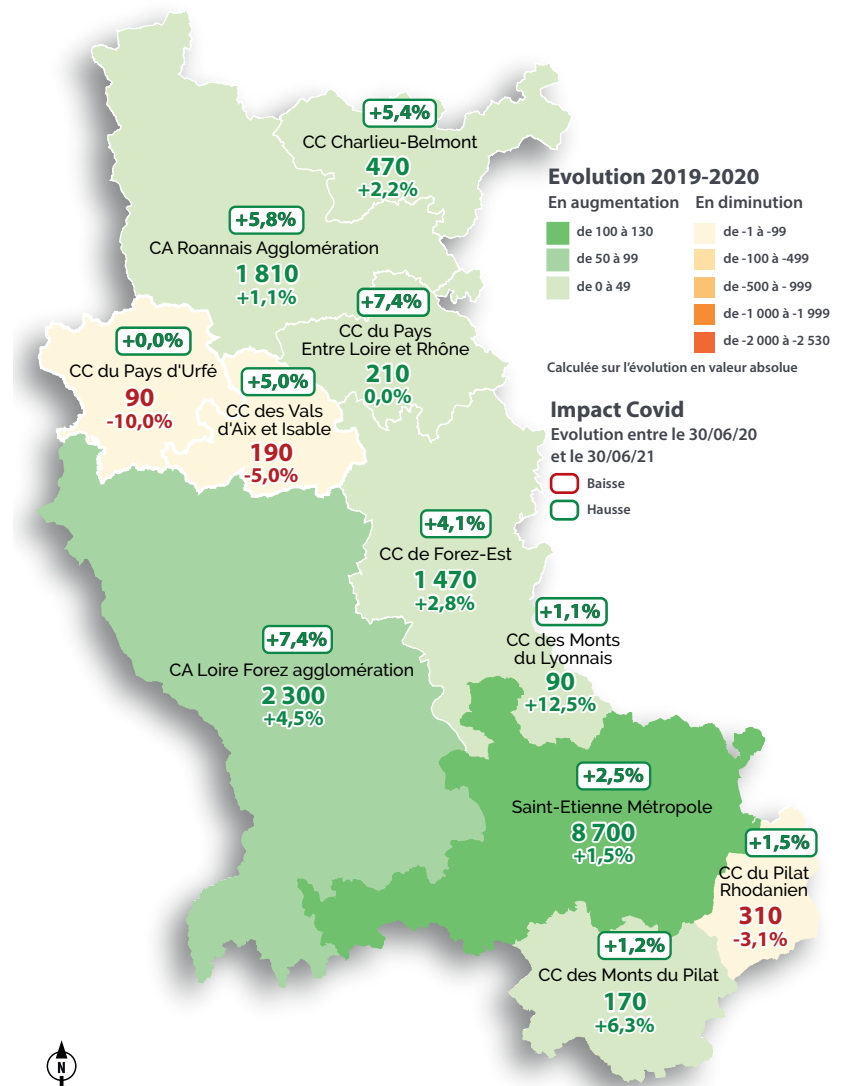 +5,4%
CC Charlieu-Belmont
470
+2,2%
Evolution 2019-2020
En augmentation
de 100 à 130
de 50 à 99
de 0 à 49
En diminution
de -1 à -99
de -100 à -499
de -500 à - 999
de -1 000 à -1 999
de -2 000 à -2 530
Calculée sur l'évolution en valeur absolue
Impact Covid
Evolution entre le 30/06/20
et le 30/06/21
Baisse
Hausse
+5,8%
CA Roannais Agglomération
1 810
+1,1%
+7,4%
CC du Pays
Entre Loire et Rhône
210
0,0%
+0,0%
CC du Pays d'Urfé
90
-10,0%
+5,0%
CC des Vals
d'Aix et Isable
190
-5,0%
+4,1%
CC de Forez-Est
1 470
+2,8%
+1,1%
CC des Monts
du Lyonnais
90
+12,5%
+7,4%
CA Loire Forez agglomération
2 300
+4,5%
+2,5%
Saint-Etienne Métropole
8 700
+1,5%
+1,5%
CC du Pilat
Rhodanien
310
-3,1%
+1,2%
CC des Monts du Pilat
170
+6,3%
N